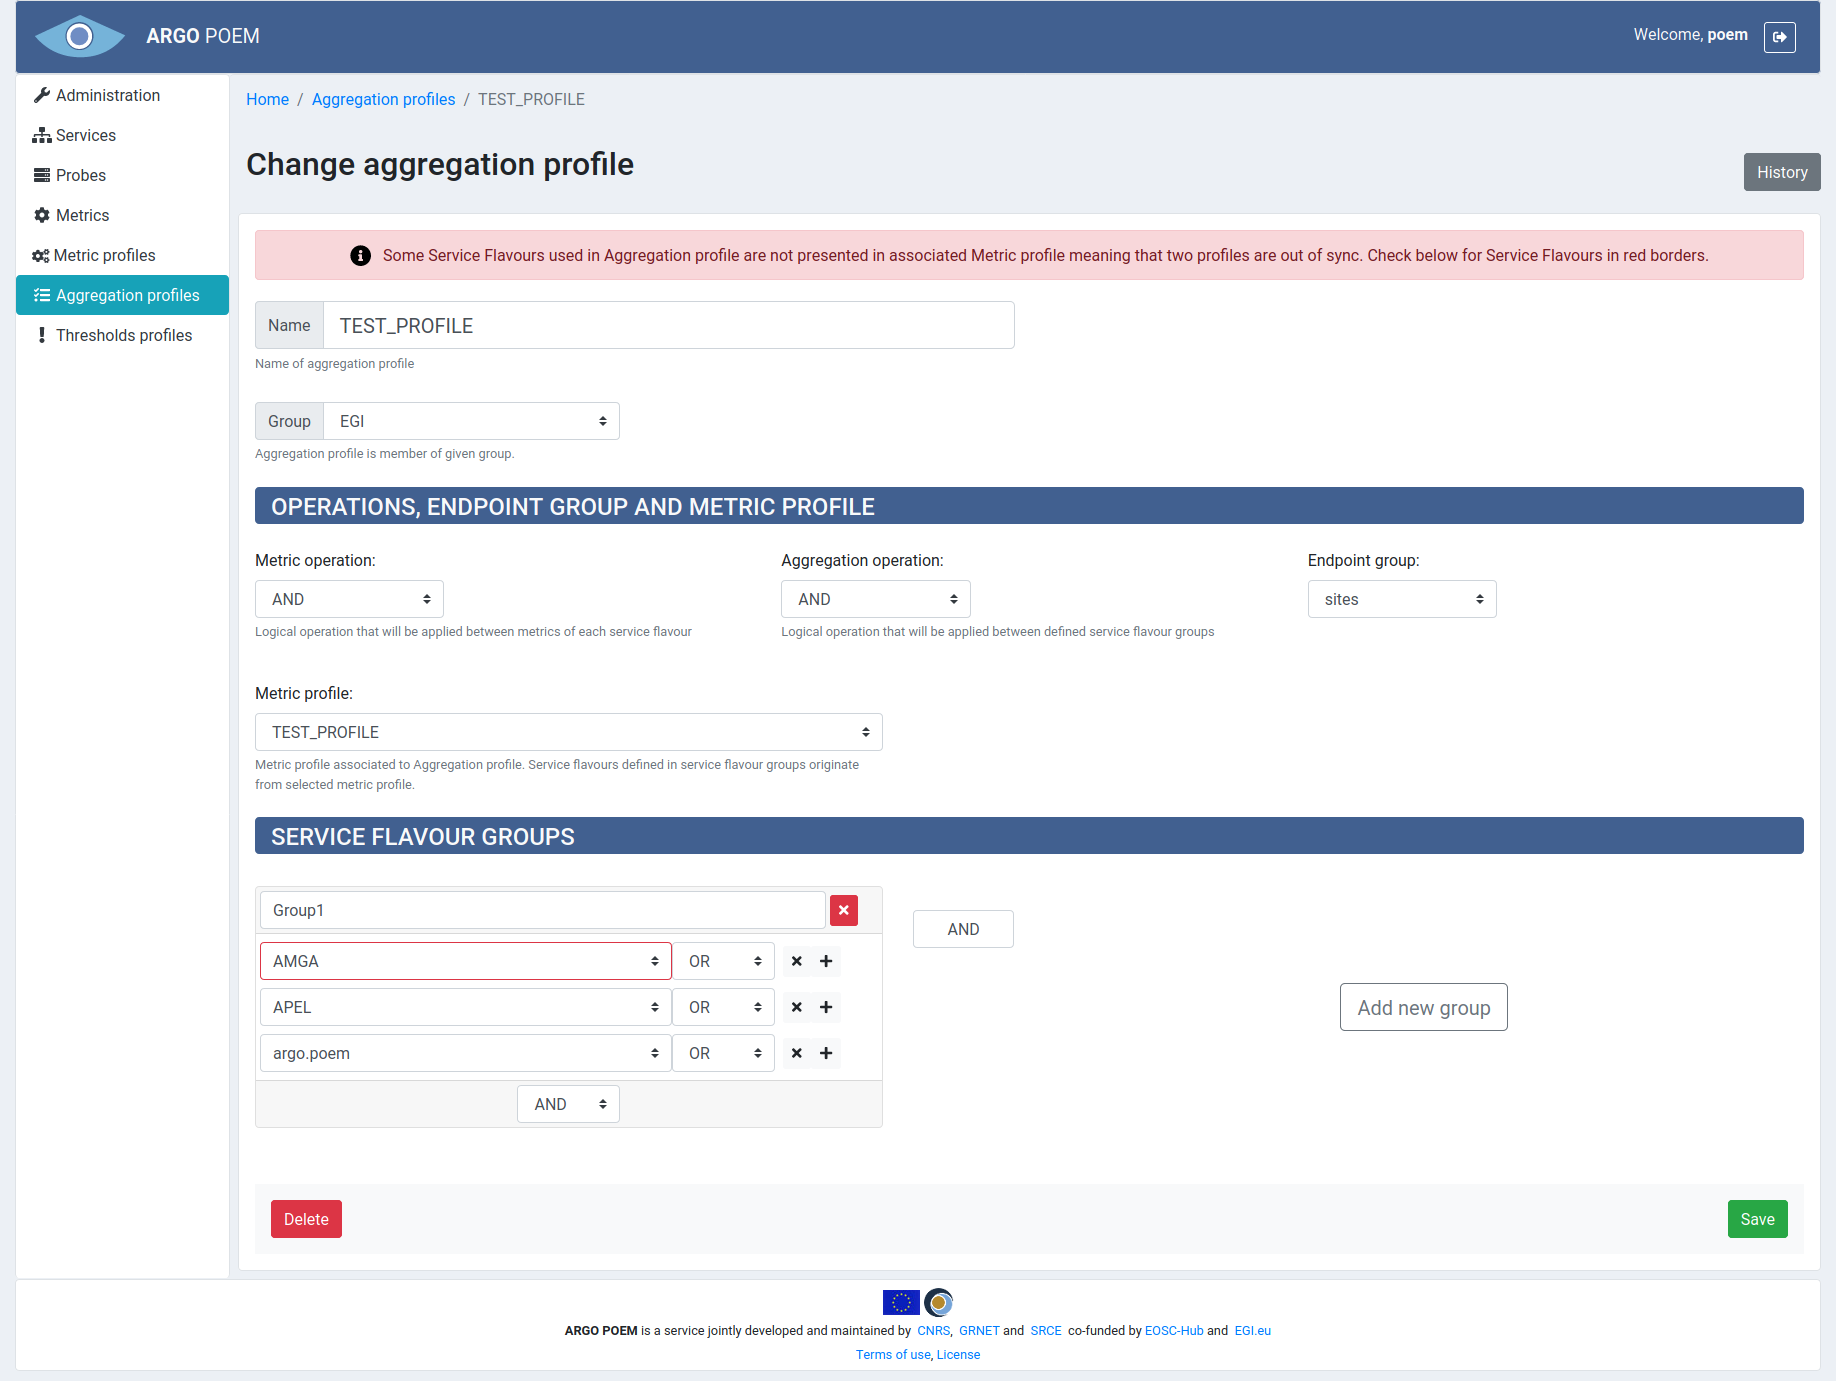 ARGO POEM
Welcome, poem
Administration
Services
Probes
Metrics
Metric profiles
Aggregation profiles
Thresholds profiles
Home / Aggregation profiles / TEST_PROFILE
Change aggregation profile
History
Some Service Flavours used in Aggregation profile are not presented in associated Metric profile meaning that two profiles are out of sync. Check below for Service Flavours in red borders.
Name TEST_PROFILE
Name of aggregation profile
Group EGI
Aggregation profile is member of given group.
OPERATIONS, ENDPOINT GROUP AND METRIC PROFILE
Metric operation: Aggregation operation: Endpoint group:
AND AND sites
Logical operation that will be applied between metrics of each service flavour Logical operation that will be applied between defined service flavour groups
Metric profile:
TEST_PROFILE
Metric profile associated to Aggregation profile. Service flavours defined in service flavour groups originate
from selected metric profile.
SERVICE FLAVOUR GROUPS
Group1
AND
AMGA OR
APEL OR
argo.poem OR
AND
Add new group
Delete Save
ARGO POEM is a service jointly developed and maintained by CNRS, GRNET and SRCE co-funded by EOSC-Hub and EGI.eu
Terms of use, License